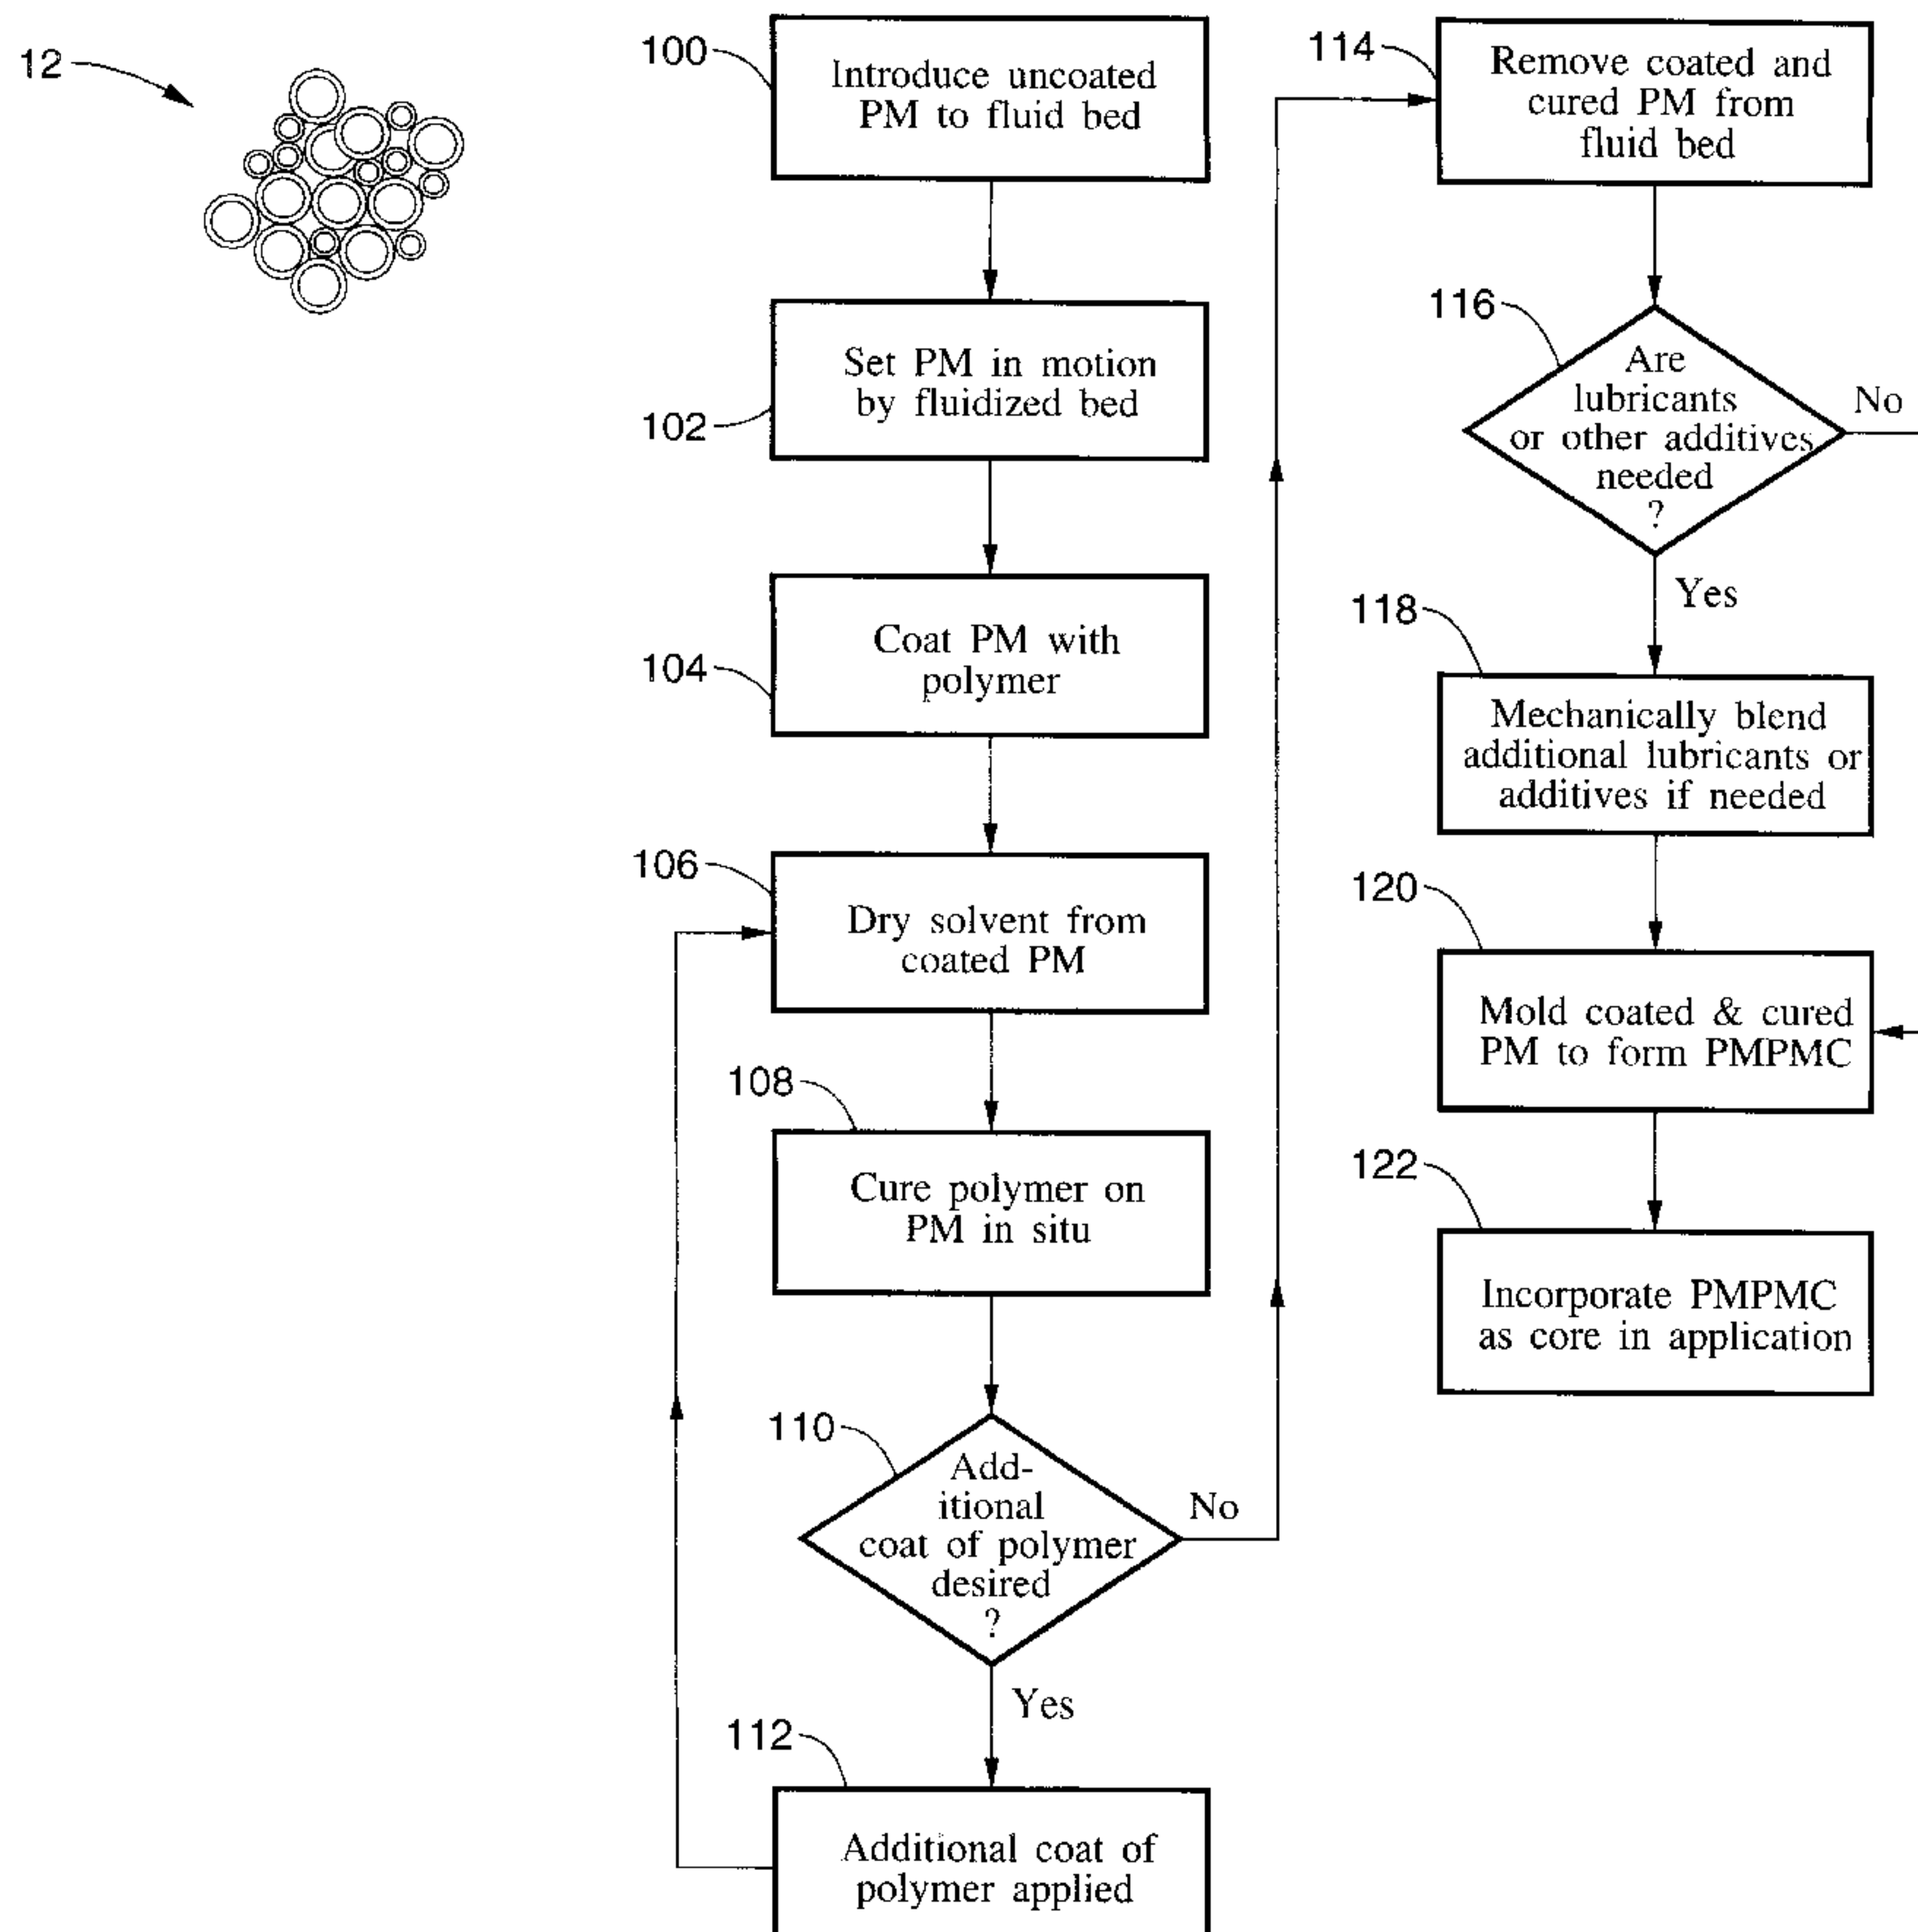 12
100
Introduce uncoated
PM to fluid bed
102
Set PM in motion
by fluidized bed
104
Coat PM with
polymer
106
Dry solvent from
coated PM
108
Cure polymer on
PM in situ
110
Add-
itional
coat of polymer
desired
?
No
Yes
112
Additional coat of
polymer applied
114
Remove coated and
cured PM from
fluid bed
116
Are
lubricants
or other additives
needed
?
No
Yes
118
Mechanically blend
additional lubricants or
additives if needed
120
Mold coated & cured
PM to form PMPMC
122
Incorporate PMPMC
as core in application